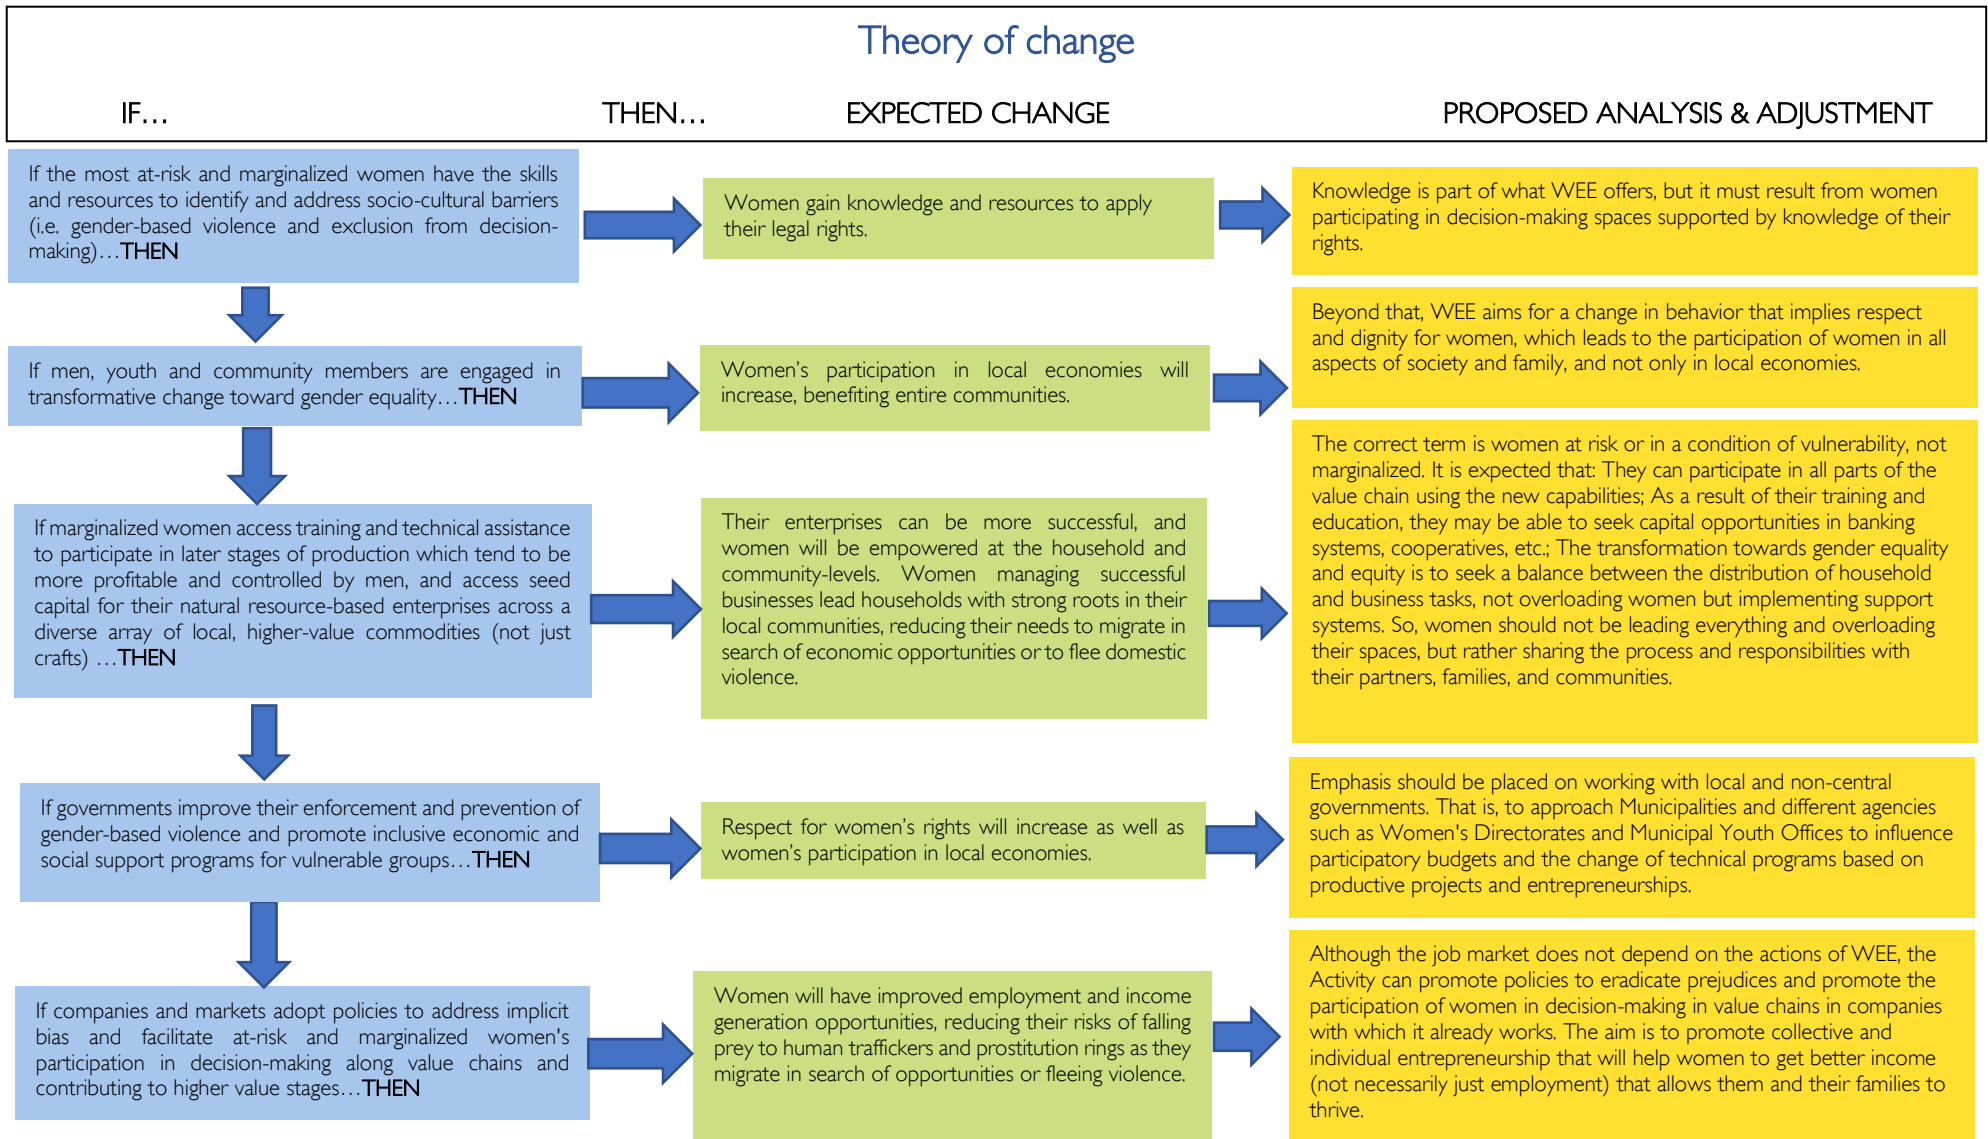 Theory of change
IF…
THEN…
EXPECTED CHANGE
PROPOSED ANALYSIS & ADJUSTMENT
If the most at-risk and marginalized women have the skills
and resources to identify and address socio-cultural barriers
(i.e. gender-based violence and exclusion from decision-
making)…THEN
Women gain knowledge and resources to apply
their legal rights.
Knowledge is part of what WEE offers, but it must result from women
participating in decision-making spaces supported by knowledge of their
rights.
If men, youth and community members are engaged in
transformative change toward gender equality…THEN
Women's participation in local economies will
increase, benefiting entire communities.
Beyond that, WEE aims for a change in behavior that implies respect
and dignity for women, which leads to the participation of women in all
aspects of society and family, and not only in local economies.
If marginalized women access training and technical assistance
to participate in later stages of production which tend to be
more profitable and controlled by men, and access seed
capital for their natural resource-based enterprises across a
diverse array of local, higher-value commodities (not just
crafts) …THEN
Their enterprises can be more successful, and
women will be empowered at the household and
community-levels. Women managing successful
businesses lead households with strong roots in their
local communities, reducing their needs to migrate in
search of economic opportunities or to flee domestic
violence.
The correct term is women at risk or in a condition of vulnerability, not
marginalized. It is expected that: They can participate in all parts of the
value chain using the new capabilities; As a result of their training and
education, they may be able to seek capital opportunities in banking
systems, cooperatives, etc.; The transformation towards gender equality
and equity is to seek a balance between the distribution of household
and business tasks, not overloading women but implementing support
systems. So, women should not be leading everything and overloading
their spaces, but rather sharing the process and responsibilities with
their partners, families, and communities.
If governments improve their enforcement and prevention of
gender-based violence and promote inclusive economic and
social support programs for vulnerable groups…THEN
Respect for women's rights will increase as well as
women's participation in local economies.
Emphasis should be placed on working with local and non-central
governments. That is, to approach Municipalities and different agencies
such as Women's Directorates and Municipal Youth Offices to influence
participatory budgets and the change of technical programs based on
productive projects and entrepreneurships.
If companies and markets adopt policies to address implicit
bias and facilitate at-risk and marginalized women's
participation in decision-making along value chains and
contributing to higher value stages…THEN
Women will have improved employment and income
generation opportunities, reducing their risks of falling
prey to human traffickers and prostitution rings as they
migrate in search of opportunities or fleeing violence.
Although the job market does not depend on the actions of WEE, the
Activity can promote policies to eradicate prejudices and promote the
participation of women in decision-making in value chains in companies
with which it already works. The aim is to promote collective and
individual entrepreneurship that will help women to get better income
(not necessarily just employment) that allows them and their families to
thrive.